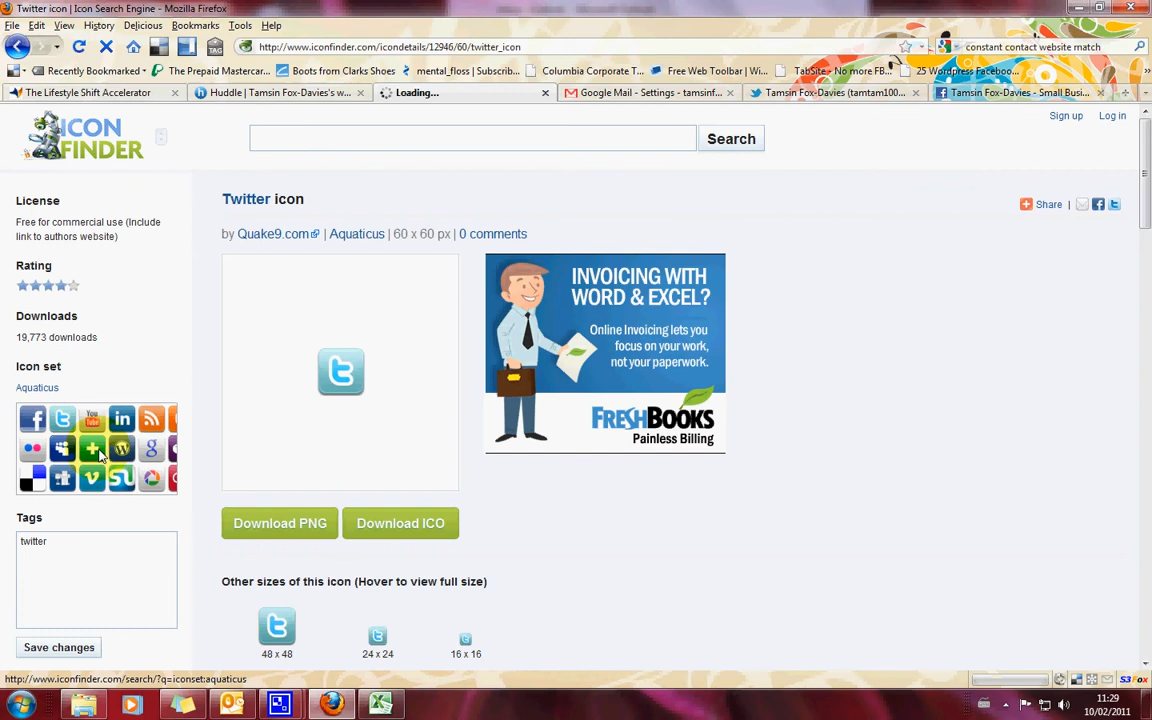 Twitter icon | Icon Search Engine - Mozilla Firefox
File Edit View History Delicious Bookmarks Tools Help
http://www.iconfinder.com/icondetails/12946/60/twitter_icon
constant contact website match
Recently Bookmarked
The Prepaid Mastercar...
Boots from Clarks Shoes
mental_floss | Subscrib...
Columbia Corporate T...
Free Web Toolbar | Wi...
TabSite- No more FB...
25 Wordpress Faceboo...
The Lifestyle Shift Accelerator
Huddle | Tamsin Fox-Davies's w...
Loading...
Google Mail - Settings - tamsinf...
Tamsin Fox-Davies (tamtam100...
Tamsin Fox-Davies - Small Busi...
ICON
FINDER
Search
Sign up
Log in
License
Free for commercial use (Include
link to authors website)
Rating
Downloads
19,773 downloads
Icon set
Aquaticus
Tags
twitter
Save changes
Twitter icon
Share |
by Quake9.com | Aquaticus | 60 x 60 px | 0 comments
INVOICING WITH
WORD & EXCEL?
Online Invoicing lets you
focus on your work,
not your paperwork.
FRESHBOOKS
Painless Billing
Download PNG
Download ICO
Other sizes of this icon (Hover to view full size)
48 x 48
24 x 24
16 x 16
http://www.iconfinder.com/search/?q=iconset:aquaticus
S3Fox
11:29
10/02/2011